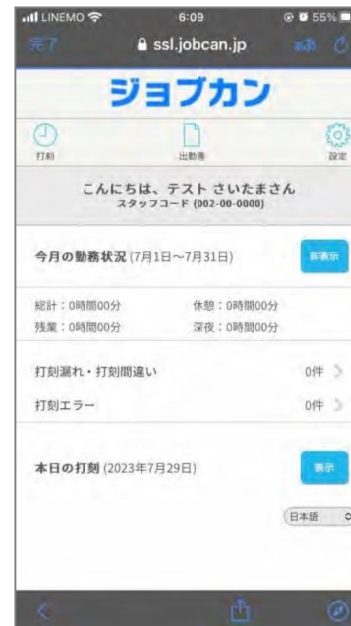 LINEMO 6:09 55%
完了 ssl.jobcan.jp ああ
ジョブカン
打刻 出勤簿 設定
こんにちは、テスト さいたまさん
スタッフコード (002-00-0000)
今月の勤務状況 (7月1日~7月31日) 非表示
総計:0時間00分 休憩:0時間00分
残業:0時間00分 深夜:0時間00分
打刻漏れ・打刻間違い 0件
打刻エラー 0件
本日の打刻 (2023年7月29日) 表示
日本語